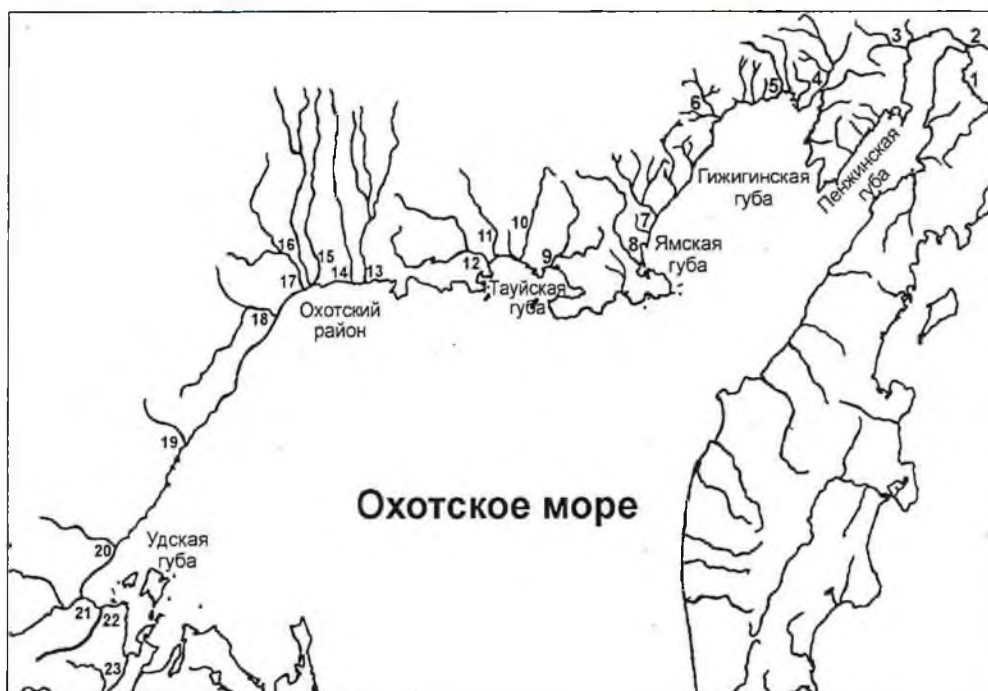 3
2
1
4
5
6
Гижигинская
губа
Пенжинская
губа
7
8
Ямская
губа
9
10
11
12
Тауйская
губа
13
14
15
16
17
Охотский
район
18
19
Охотское море
20
Удская
губа
21
22
23